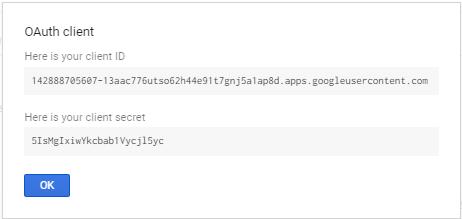 OAuth client
Here is your client ID
142888705607-13aac776utso62h44e91t7gnj5a1ap8d.apps.googleusercontent.com
Here is your client secret
5IsMgIxiwYkcbab1Vycjl5yc
OK